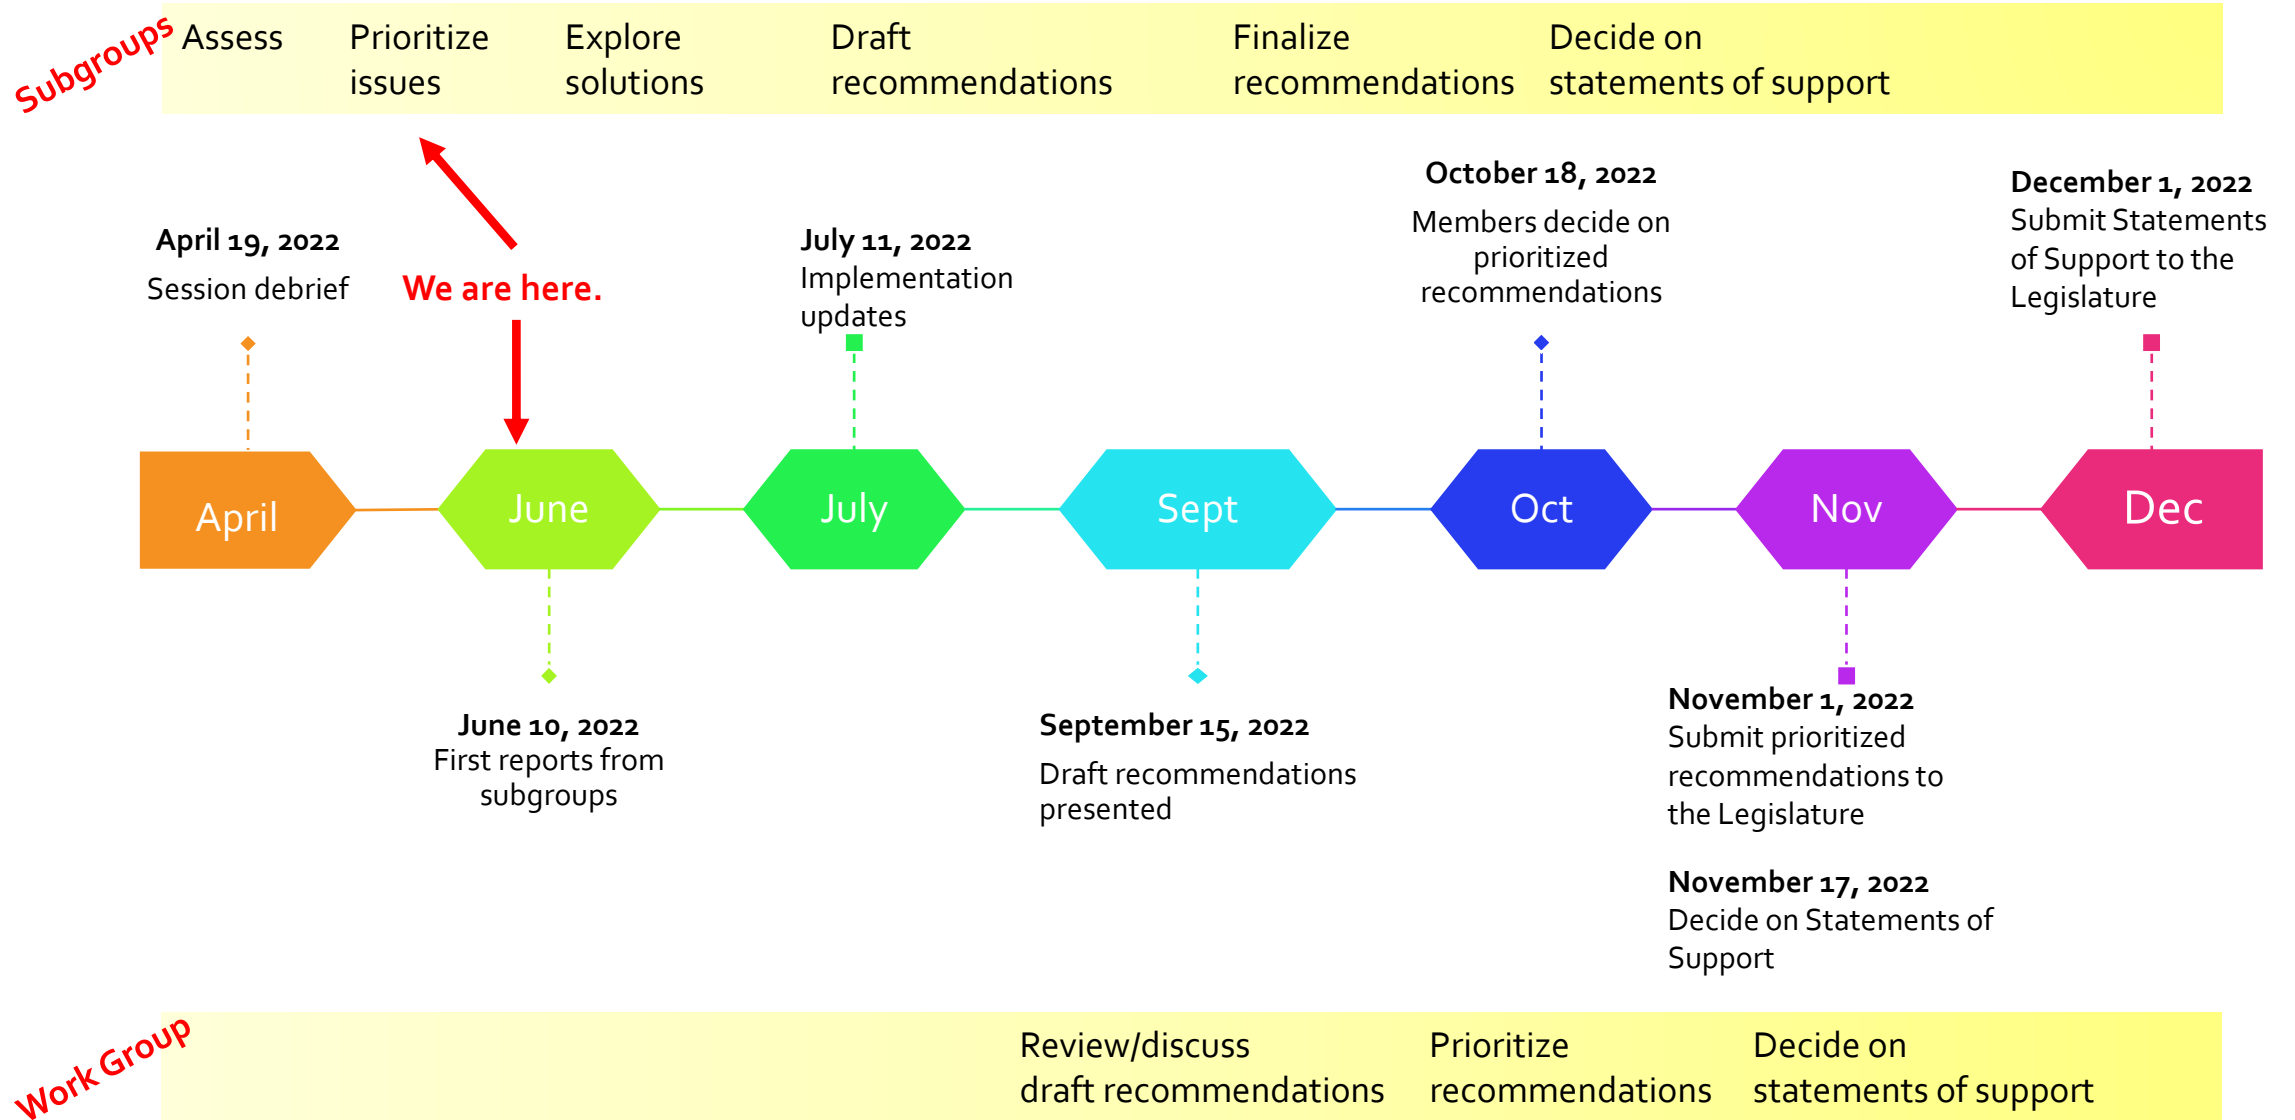 Subgroups
Assess
Prioritize
issues
Explore
solutions
Draft
recommendations
Finalize
recommendations
Decide on
statements of support
April 19, 2022
Session debrief
We are here.
July 11, 2022
Implementation
updates
October 18, 2022
Members decide on
prioritized
recommendations
December 1, 2022
Submit Statements
of Support to the
Legislature
April
June
July
Sept
Oct
Nov
Dec
June 10, 2022
First reports from
subgroups
September 15, 2022
Draft recommendations
presented
November 1, 2022
Submit prioritized
recommendations to
the Legislature
November 17, 2022
Decide on Statements of
Support
Work Group
Review/discuss
draft recommendations
Prioritize
recommendations
Decide on
statements of support